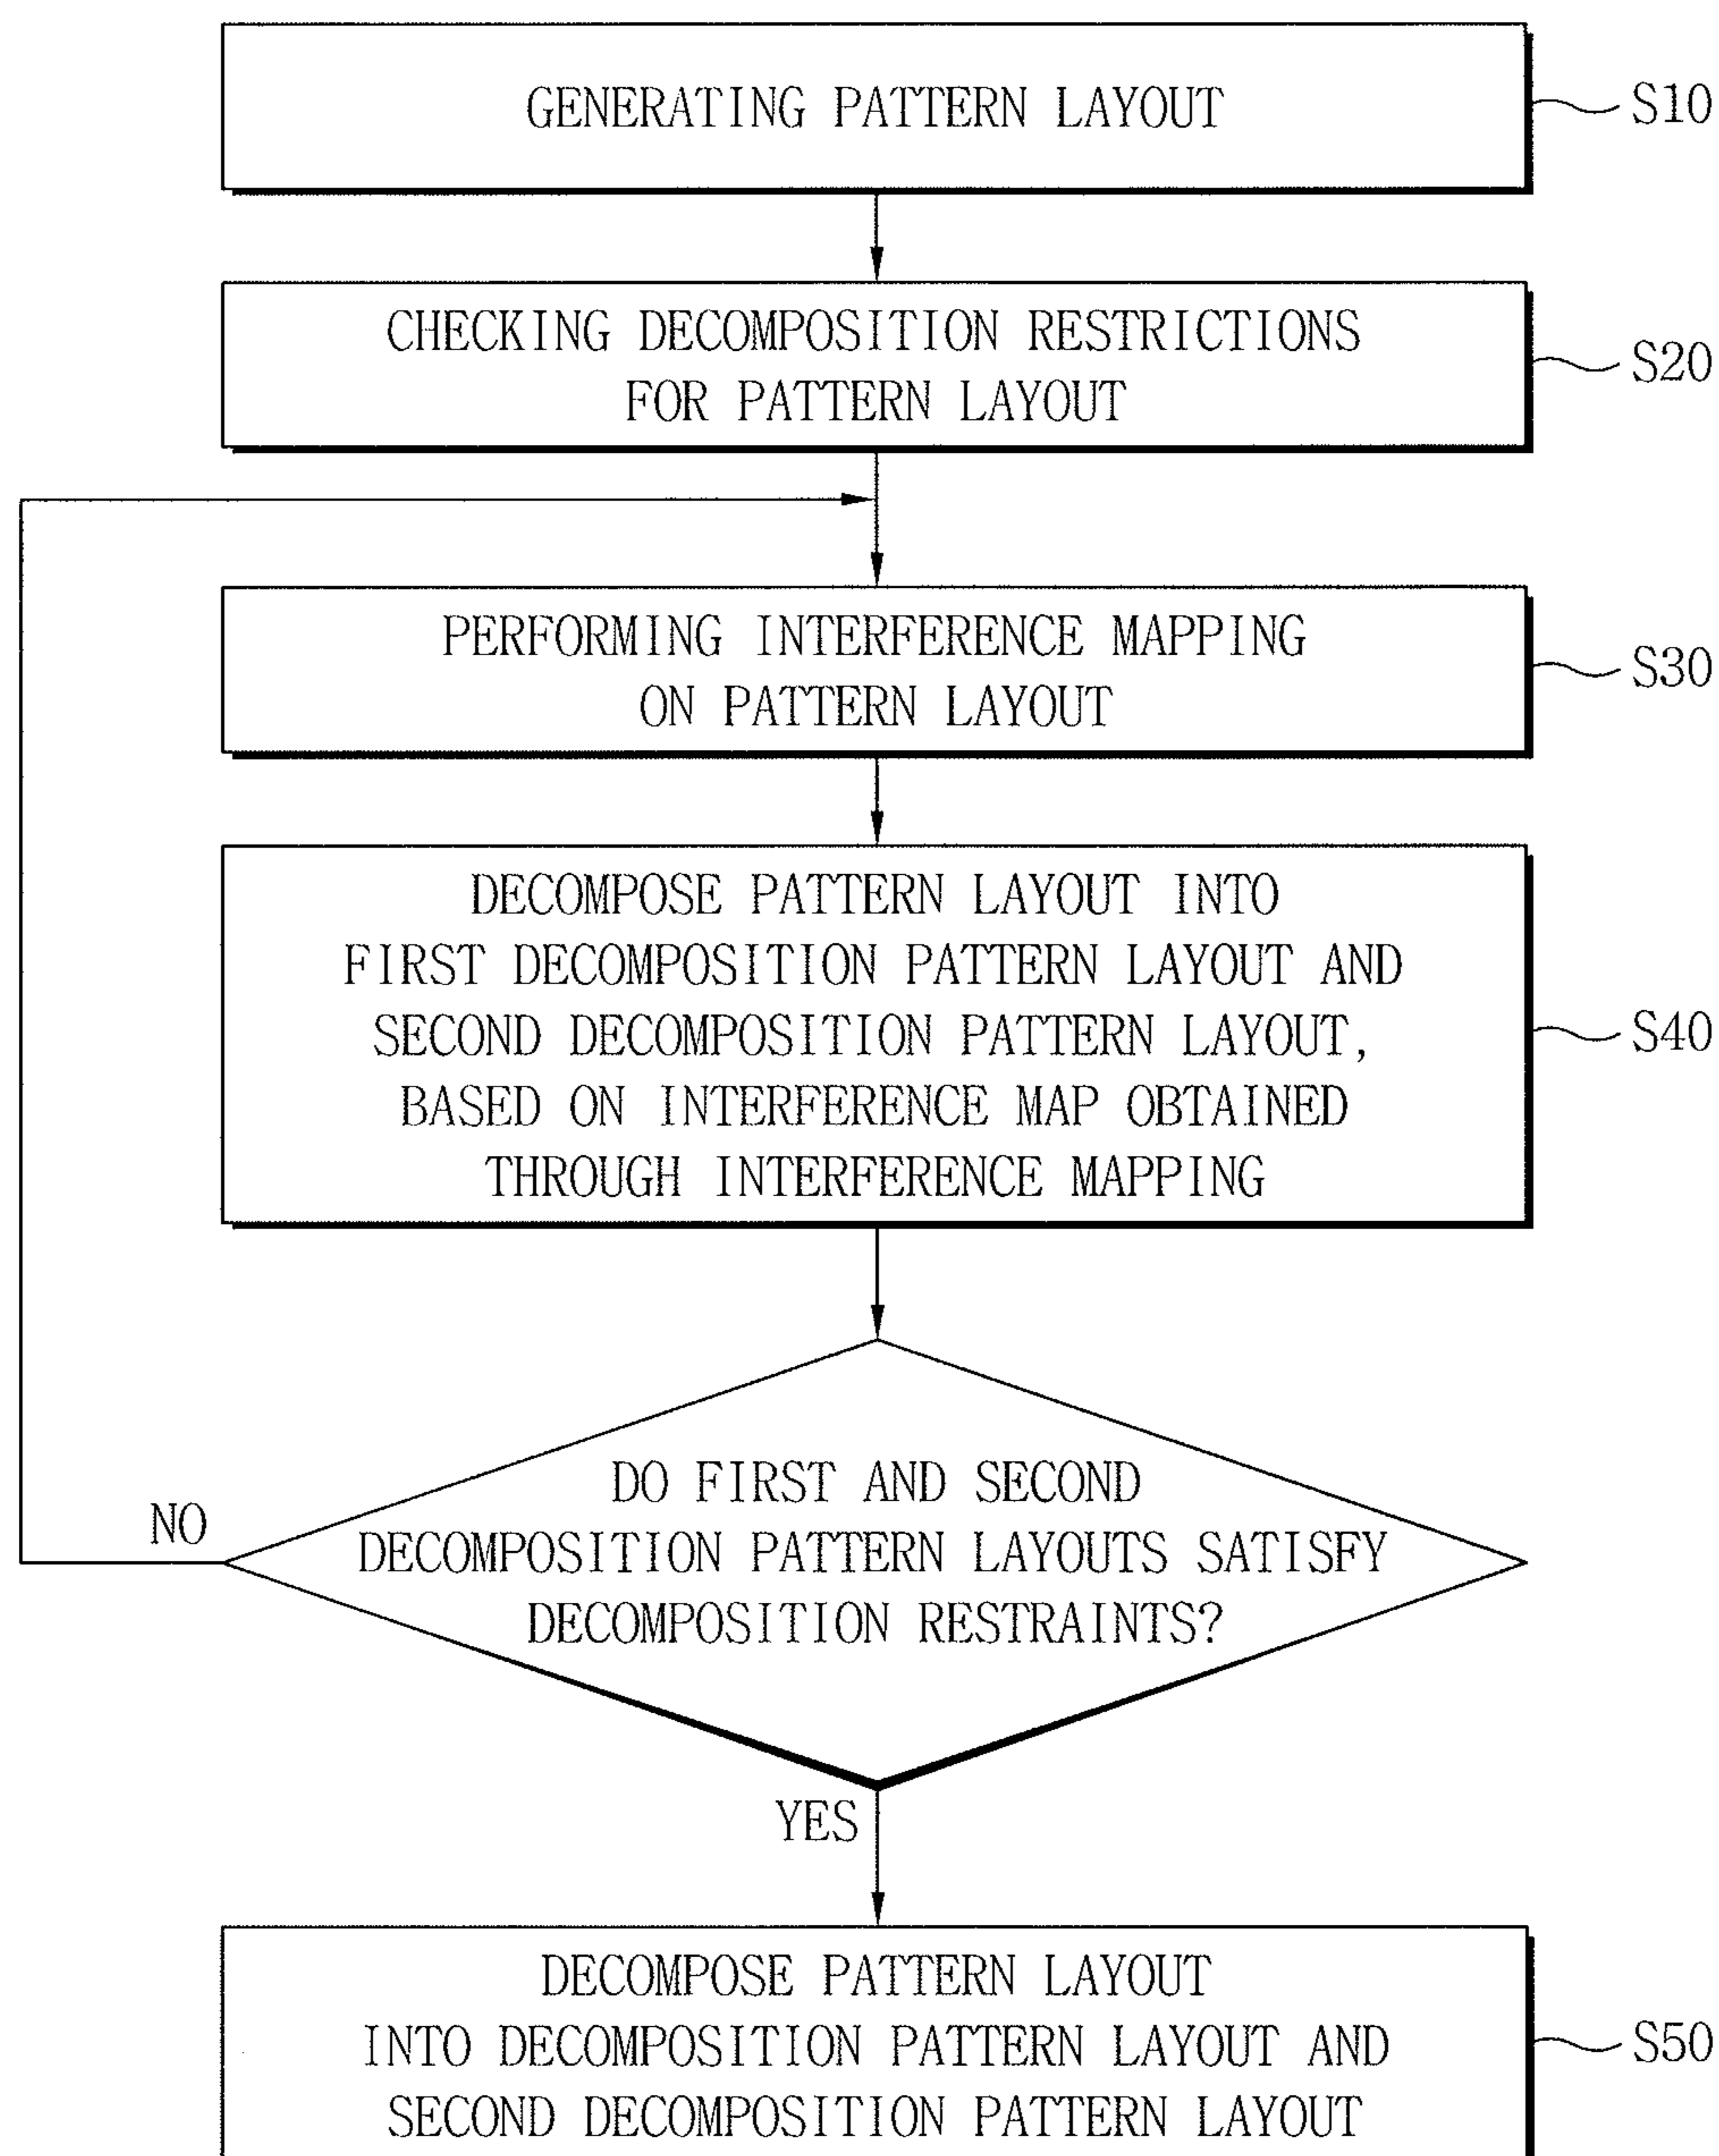 GENERATING PATTERN LAYOUT
S10
CHECKING DECOMPOSITION RESTRICTIONS
FOR PATTERN LAYOUT
S20
PERFORMING INTERFERENCE MAPPING
ON PATTERN LAYOUT
S30
DECOMPOSE PATTERN LAYOUT INTO
FIRST DECOMPOSITION PATTERN LAYOUT AND
SECOND DECOMPOSITION PATTERN LAYOUT,
BASED ON INTERFERENCE MAP OBTAINED
THROUGH INTERFERENCE MAPPING
S40
DO FIRST AND SECOND
DECOMPOSITION PATTERN LAYOUTS SATISFY
DECOMPOSITION RESTRAINTS?
NO
YES
DECOMPOSE PATTERN LAYOUT
INTO DECOMPOSITION PATTERN LAYOUT AND
SECOND DECOMPOSITION PATTERN LAYOUT
S50